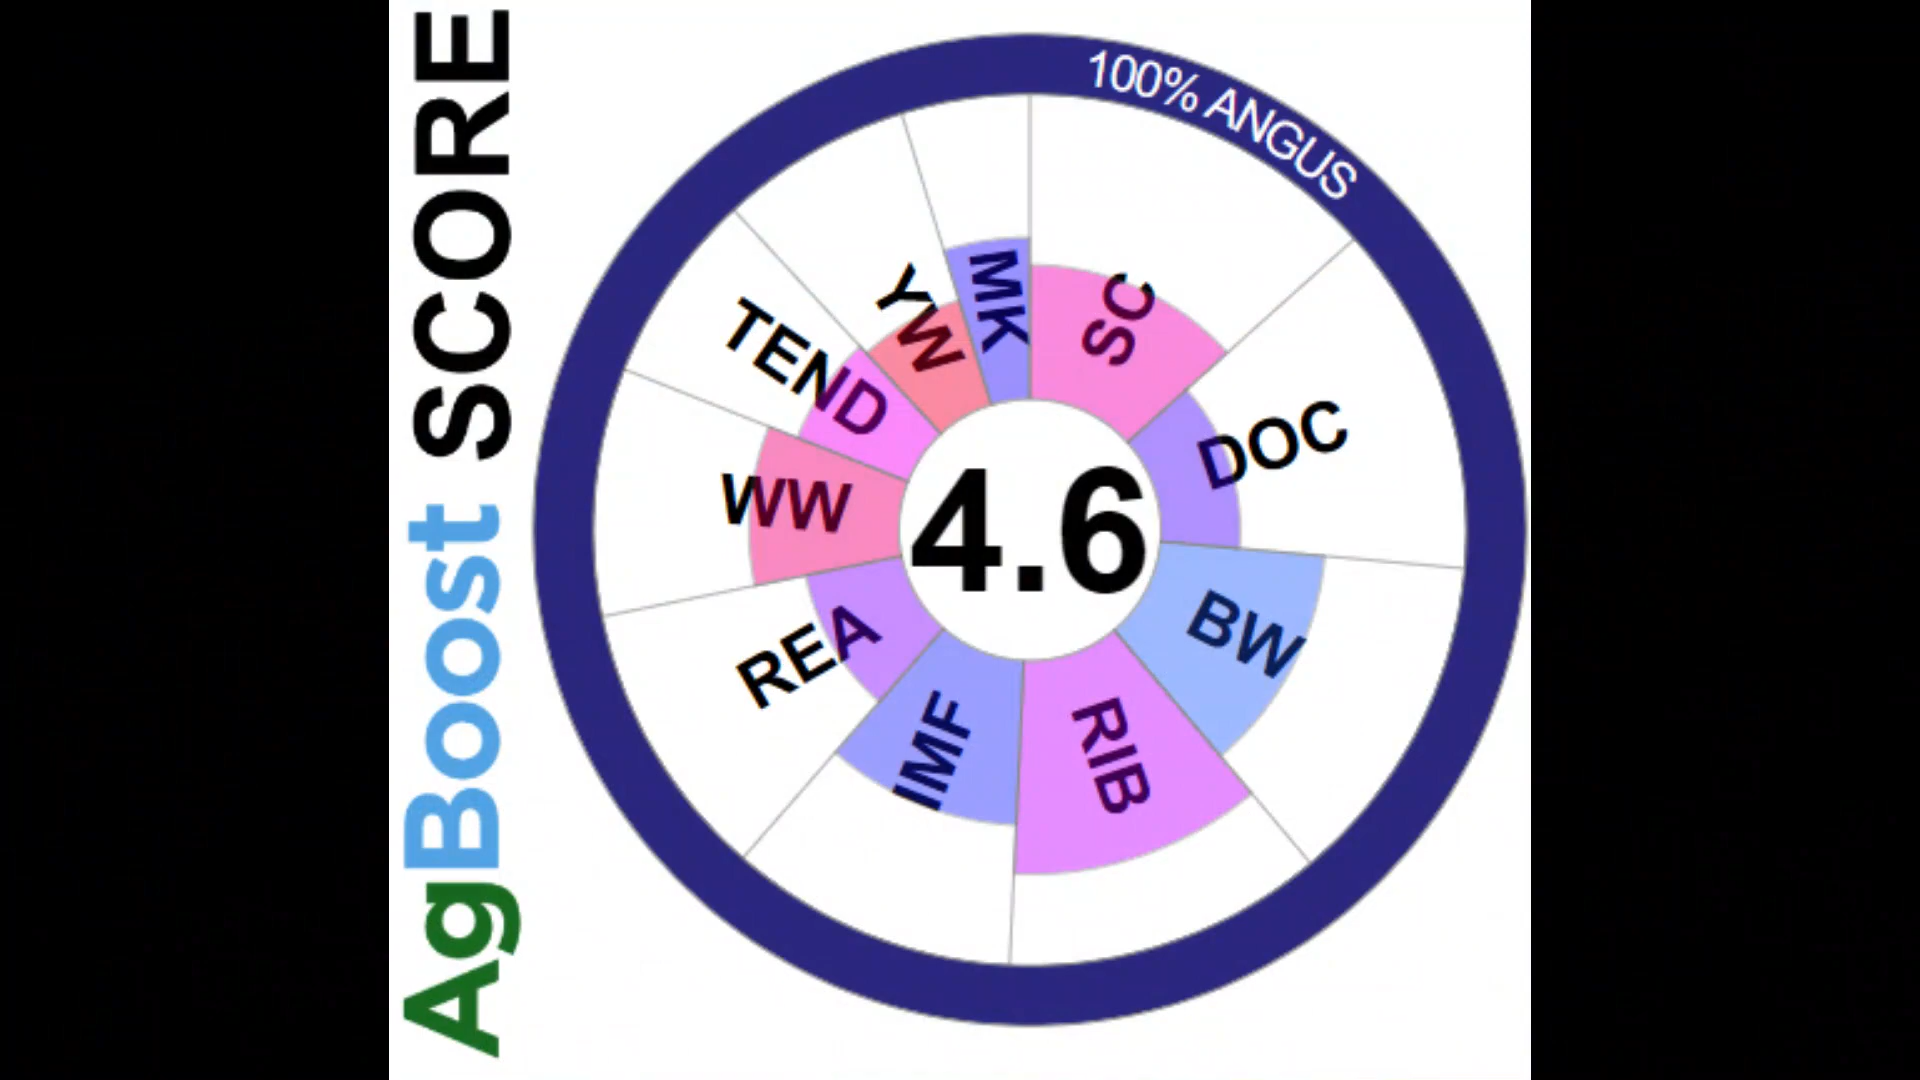 AgBoost SCORE
100% ANGUS
SC
DOC
BW
RIB
IMF
REA
WW
TEND
YW
MK
4.6